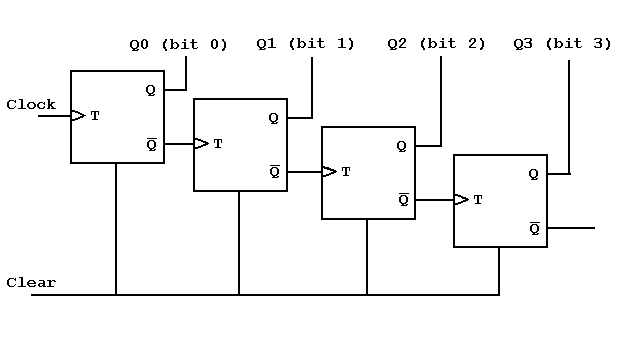 Q0 (bit 0) Q1 (bit 1) Q2 (bit 2) Q3 (bit 3)
Clock
Q
T
Q̅
Q
T
Q̅
Q
T
Q̅
Q
T
Q̅
Clear